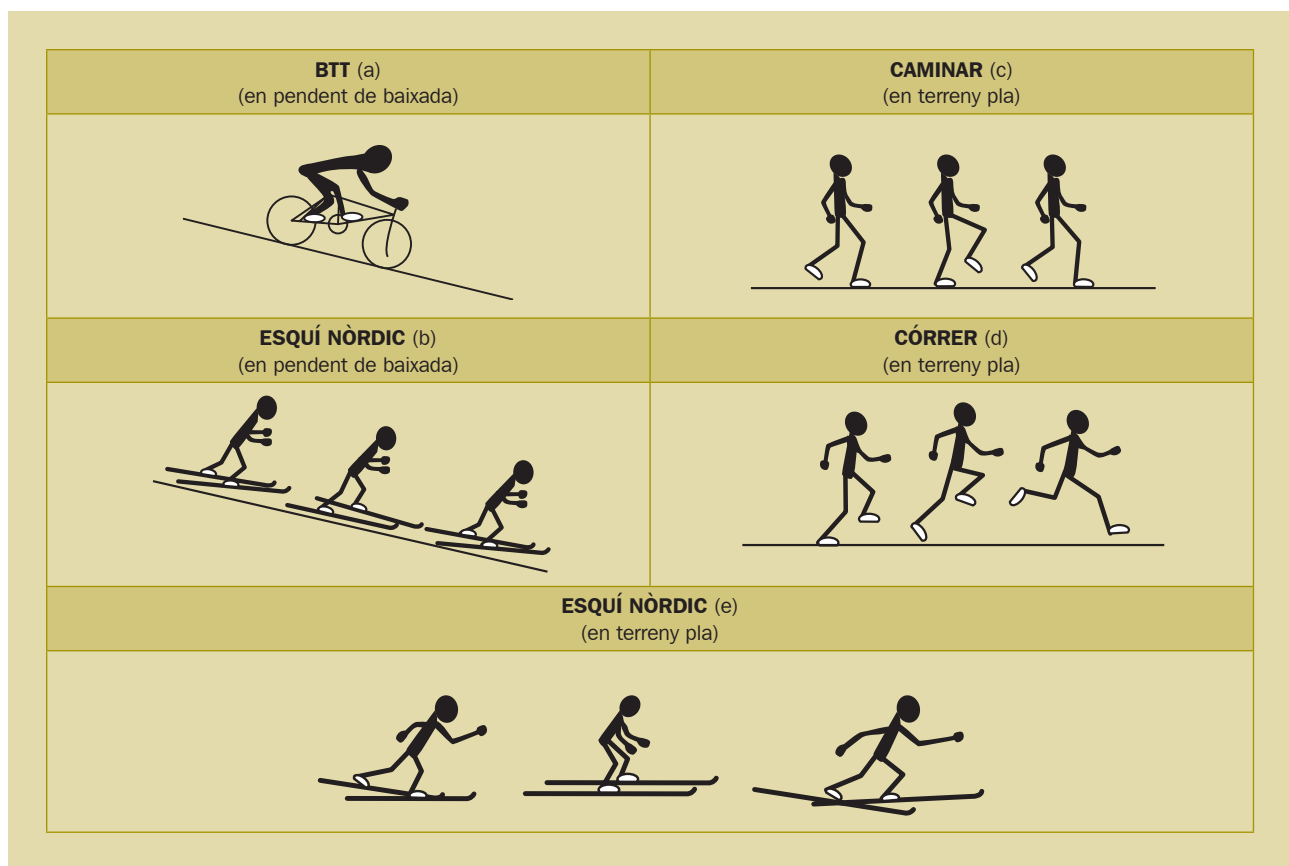 BTT (a)
(en pendent de baixada)
CAMINAR (c)
(en terreny pla)
ESQUÍ NÒRDIC (b)
(en pendent de baixada)
CÓRRER (d)
(en terreny pla)
ESQUÍ NÒRDIC (e)
(en terreny pla)